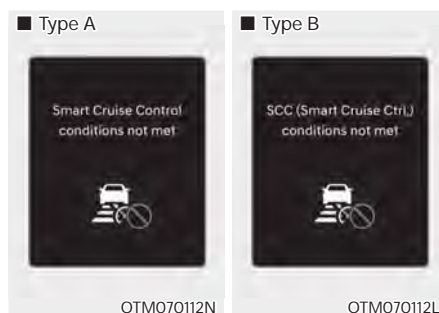 ■ Type A
Smart Cruise Control
conditions not met
OTM070112N
■ Type B
SCC (Smart Cruise Ctrl.)
conditions not met
OTM070112L